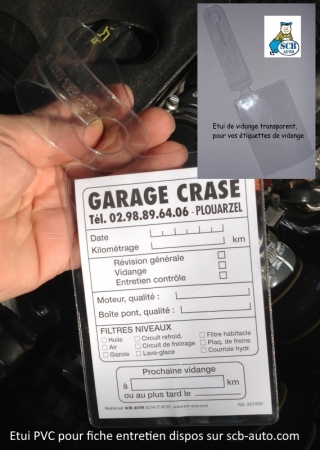 SCB
AUTO
Etui de vidange transparent,
pour vos étiquettes de vidange
GARAGE CRASE
Tél. 02.98.89.64.06 - PLOUARZEL
Date
Kilométrage km
Révision générale
Vidange
Entretien contrôle
Moteur, qualité :
Boîte pont, qualité :
FILTRES NIVEAUX
Huile Circuit refroid. Filtre habitacle
Air Circuit de freinage Plaq. de freins
Gazole Lave-glace Courroie hydr.
Prochaine vidange
à km
ou au plus tard le
Etui PVC pour fiche entretien dispos sur scb-auto.com